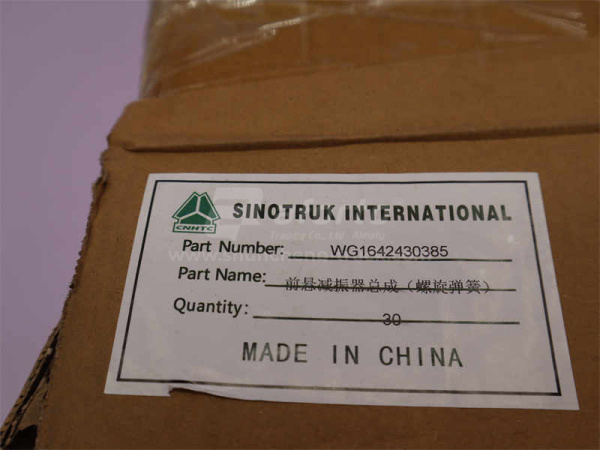 CNHTC
SINOTRUK INTERNATIONAL
Part Number: WG1642430385
Part Name: 前悬减振器总成（螺旋弹簧）
Quantity: 30
MADE IN CHINA